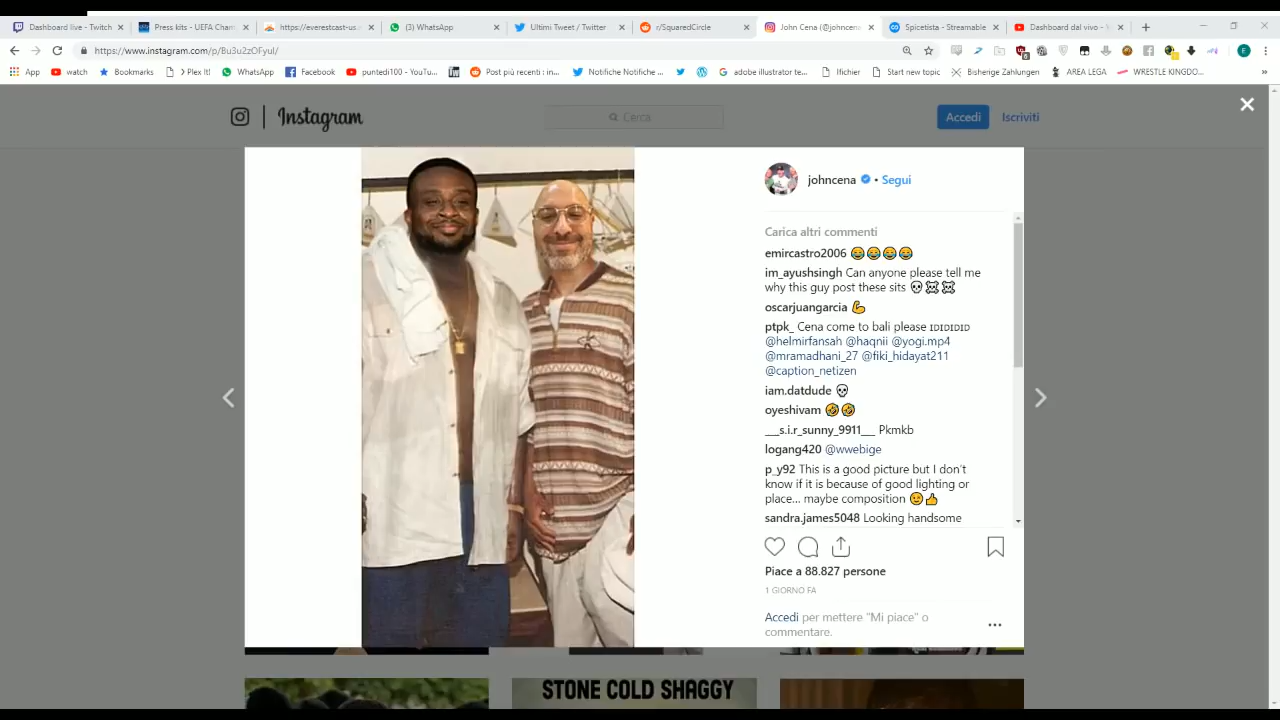 Dashboard live - Twitch
Press kits - UEFA Cham
https://everestcast-us.m
(3) WhatsApp
Ultimi Tweet / Twitter
r/SquaredCircle
John Cena (@johncena
Spicetista - Streamable
Dashboard dal vivo -
https://www.instagram.com/p/Bu3u2zOFyul/
App
watch
Bookmarks
Plex It!
WhatsApp
Facebook
puntedi100 - YouTu...
Post più recenti : in...
Notifiche Notifiche ...
adobe illustrator te...
Ifichier
Start new topic
Bisherige Zahlungen
AREA LEGA
WRESTLE KINGDO...
Instagram
Cerca
Accedi
Iscriviti
johncena • Segui
Carica altri commenti
emircastro2006 😂😂😂😂
im_ayushsingh Can anyone please tell me
why this guy post these sits 💀☠☠
oscarjuangarcia 💪
ptpk_ Cena come to bali please ıᴅıᴅıᴅıᴅ
@helmirfansah @haqnii @yogi.mp4
@mramadhani_27 @fiki_hidayat211
@caption_netizen
iam.datdude 💀
oyeshivam 🤣🤣
___s.i.r_sunny_9911___ Pkmkb
logang420 @wwebige
p_y92 This is a good picture but I don't
know if it is because of good lighting or
place... maybe composition 😉👍
sandra.james5048 Looking handsome
Piace a 88.827 persone
1 GIORNO FA
Accedi per mettere "Mi piace" o
commentare.
STONE COLD SHAGGY